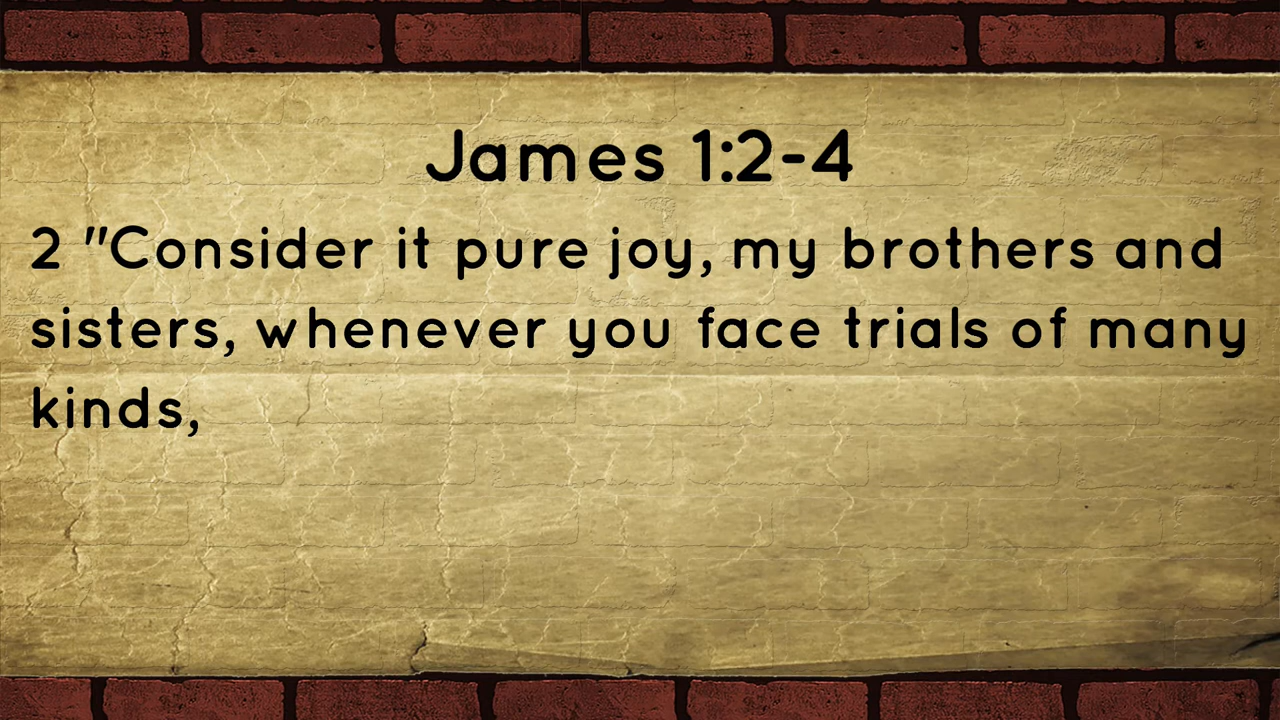 James 1:2-4
2 "Consider it pure joy, my brothers and
sisters, whenever you face trials of many
kinds,